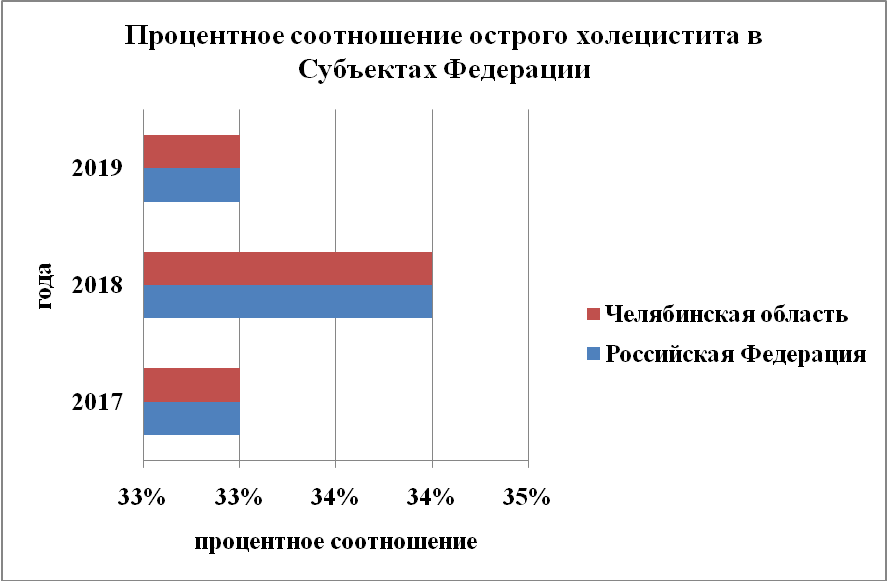 Процентное соотношение острого холецистита в
Субъектах Федерации
2019
2018
2017
года
33% 33% 34% 34% 35%
процентное соотношение
Челябинская область
Российская Федерация